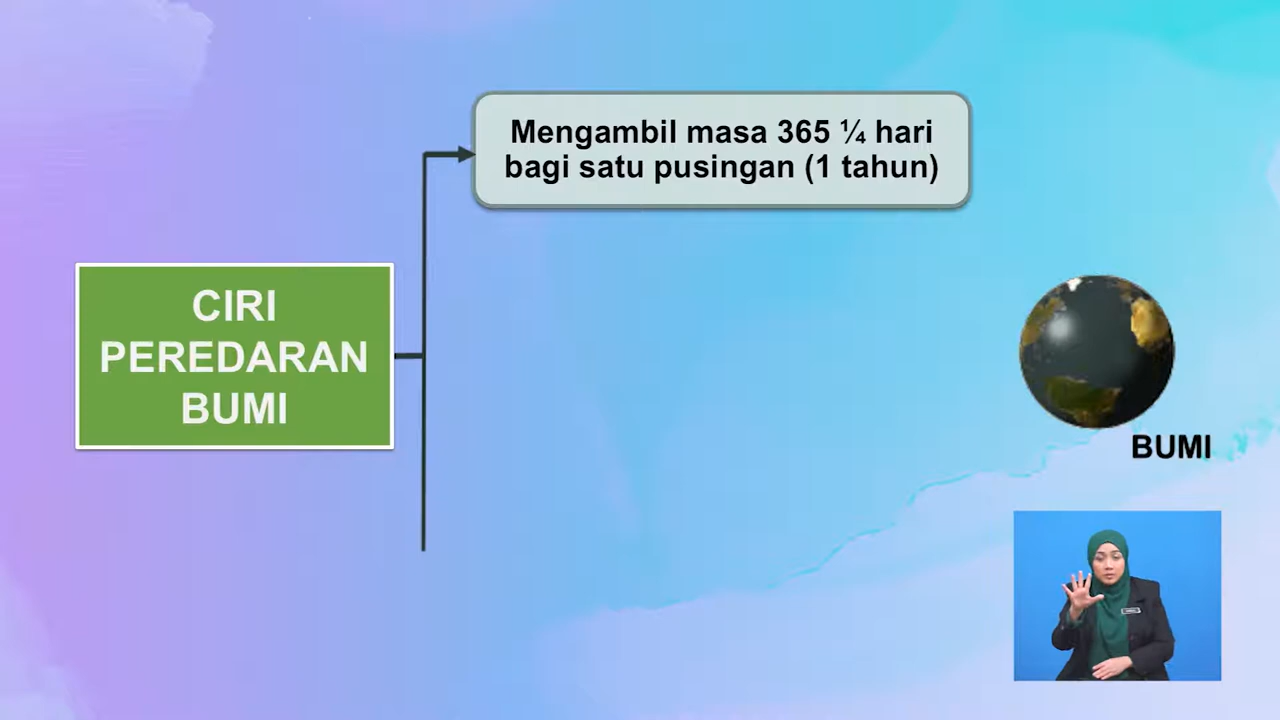 Mengambil masa 365 ¼ hari
bagi satu pusingan (1 tahun)
CIRI
PEREDARAN
BUMI
BUMI